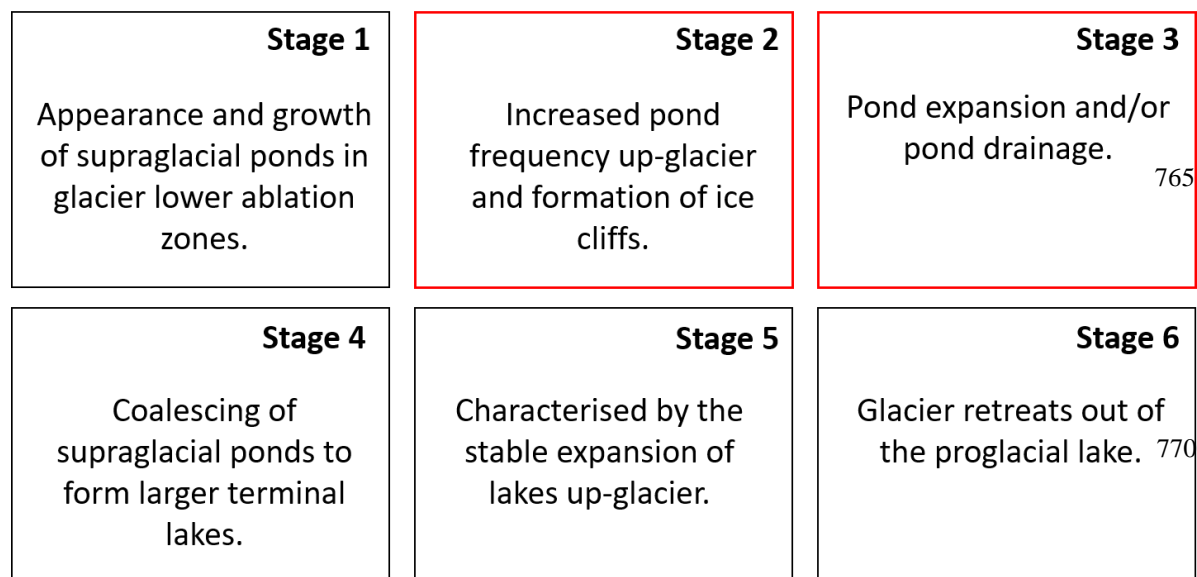 Stage 1
Appearance and growth
of supraglacial ponds in
glacier lower ablation
zones.
Stage 2
Increased pond
frequency up-glacier
and formation of ice
cliffs.
Stage 3
Pond expansion and/or
pond drainage.
765
Stage 4
Coalescing of
supraglacial ponds to
form larger terminal
lakes.
Stage 5
Characterised by the
stable expansion of
lakes up-glacier.
Stage 6
Glacier retreats out of
the proglacial lake.
770